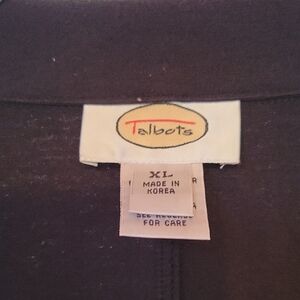 Talbots
XL
MADE IN
KOREA
SEE REVERSE
FOR CARE